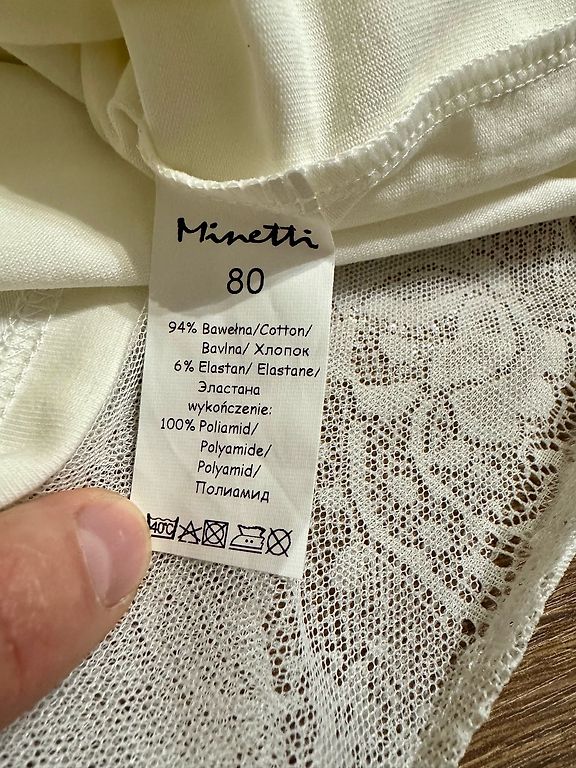 Minetti
80
94% Bawełna/Cotton/
Bavlna/ Хлопок
6% Elastan/ Elastane/
Эластана
wykończenie:
100% Poliamid/
Polyamide/
Polyamid/
Полиамид
40°C